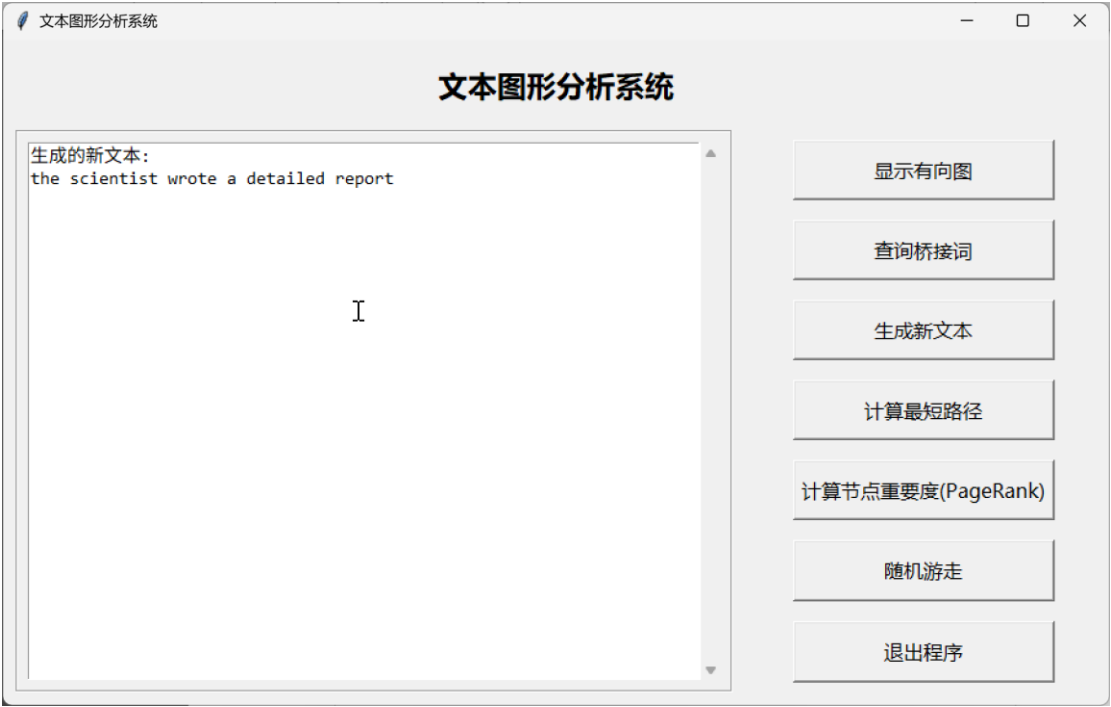 文本图形分析系统
文本图形分析系统
生成的新文本:
the scientist wrote a detailed report
显示有向图
查询桥接词
生成新文本
计算最短路径
计算节点重要度(PageRank)
随机游走
退出程序